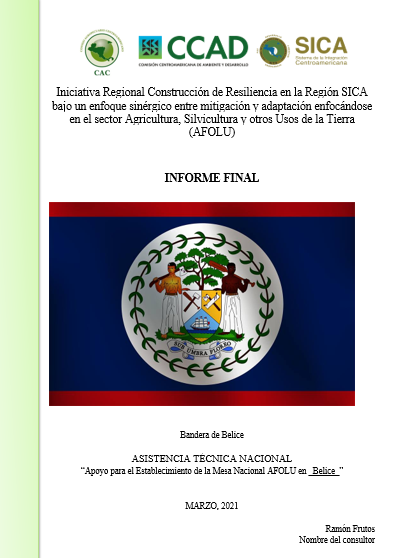 CAC
CCAD
COMISIÓN CENTROAMERICANA DE AMBIENTE Y DESARROLLO
SICA
Sistema de la Integración
Centroamericana
Iniciativa Regional Construcción de Resiliencia en la Región SICA
bajo un enfoque sinérgico entre mitigación y adaptación enfocándose
en el sector Agricultura, Silvicultura y otros Usos de la Tierra
(AFOLU)
INFORME FINAL
SUB UMBRA FLOREO
Bandera de Belice
ASISTENCIA TÉCNICA NACIONAL
“Apoyo para el Establecimiento de la Mesa Nacional AFOLU en _Belice_”
MARZO, 2021
Ramón Frutos
Nombre del consultor